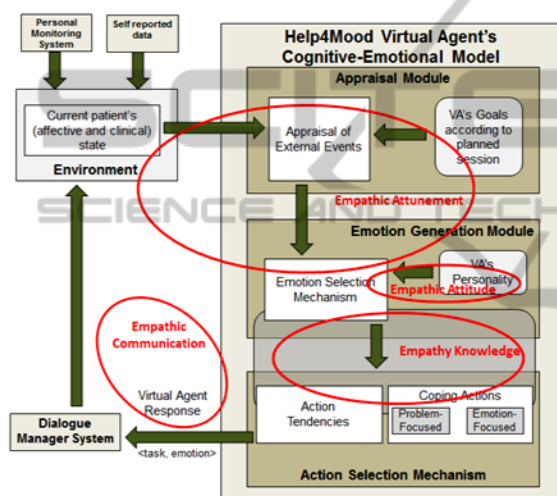 Personal
Monitoring
System
Self reported
data
Help4Mood Virtual Agent's
Cognitive-Emotional Model
Appraisal Module
Current patient's
(affective and clinical)
state
Environment
Appraisal of
External Events
VA's Goals
according to
planned
session
Empathic Attunement
SCIENCE AND TECH
Emotion Generation Module
Emotion Selection
Mechanism
VA's
Personality
Empathic Attitude
Empathic
Communication
Empathy Knowledge
Virtual Agent
Response
Action
Tendencies
Coping Actions
Problem-
Focused
Emotion-
Focused
Dialogue
Manager System
<task, emotion>
Action Selection Mechanism